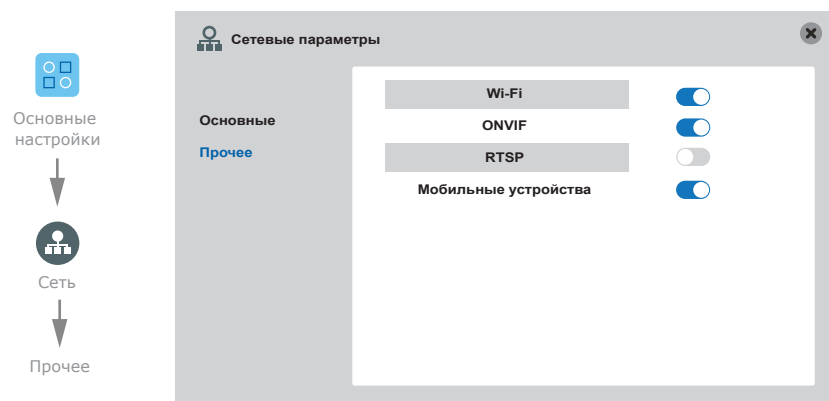 Основные
настройки
Сеть
Прочее
Сетевые параметры
Основные
Прочее
Wi-Fi
ONVIF
RTSP
Мобильные устройства